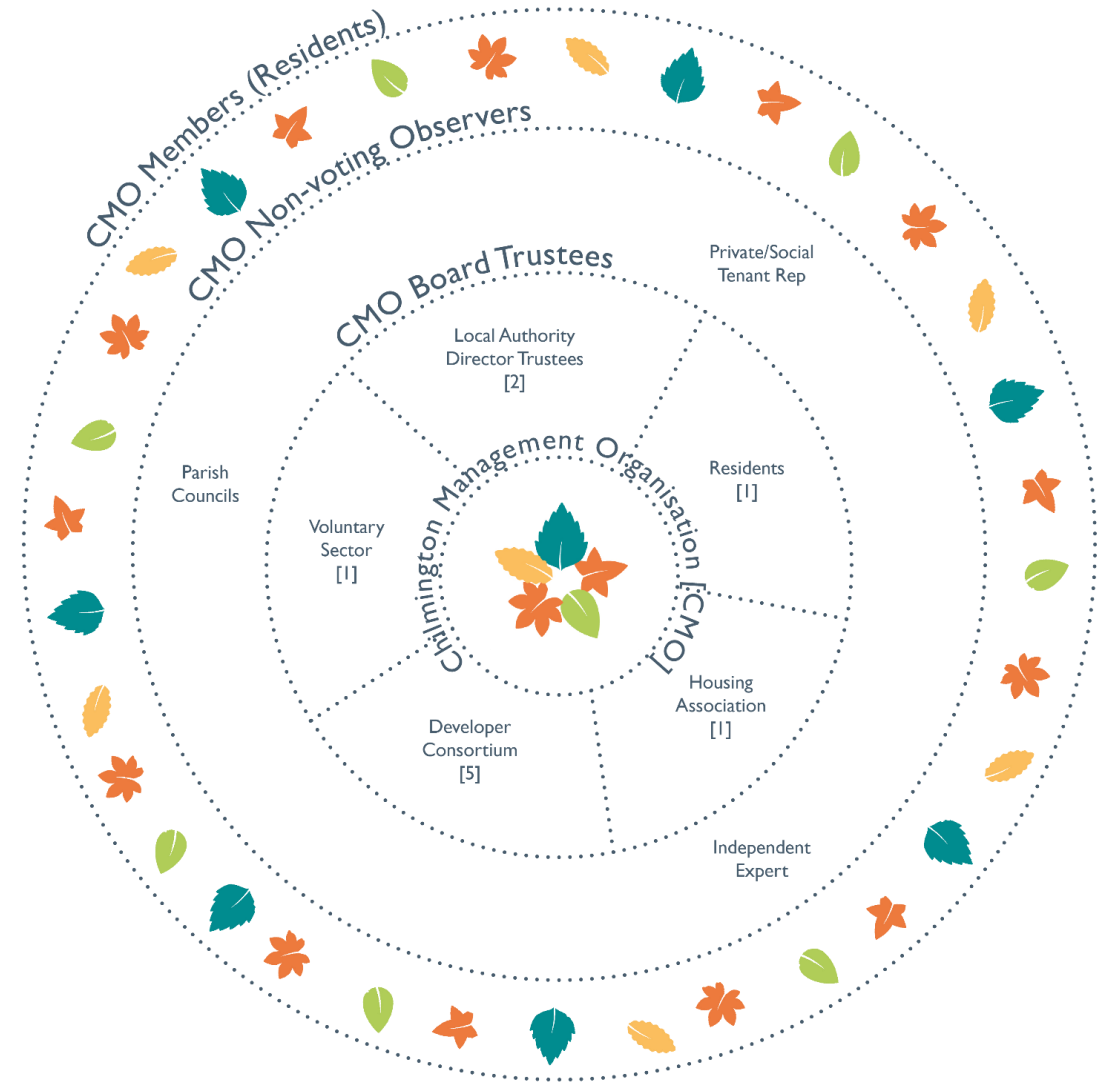 CMO Members (Residents)
CMO Non-voting Observers
CMO Board Trustees
Private/Social
Tenant Rep
Local Authority
Director Trustees
[2]
Chilmington Management Organisation [CMO]
Parish
Councils
Residents
[1]
Voluntary
Sector
[1]
Housing
Association
[1]
Developer
Consortium
[5]
Independent
Expert